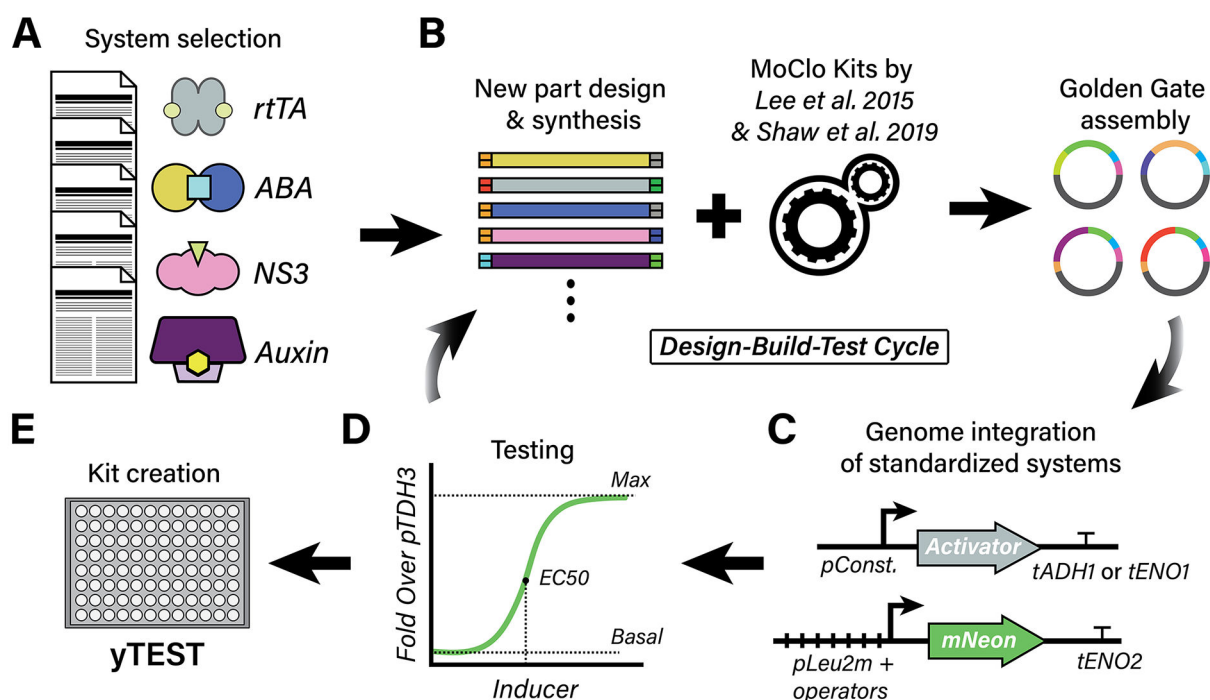 A
System selection
rtTA
ABA
NS3
Auxin
B
New part design
& synthesis
MoClo Kits by
Lee et al. 2015
& Shaw et al. 2019
Golden Gate
assembly
Design-Build-Test Cycle
C
Genome integration
of standardized systems
pConst.
Activator
tADH1 or tENO1
pLeu2m +
operators
mNeon
tENO2
D
Testing
Fold Over pTDH3
Max
EC50
Basal
Inducer
E
Kit creation
yTEST